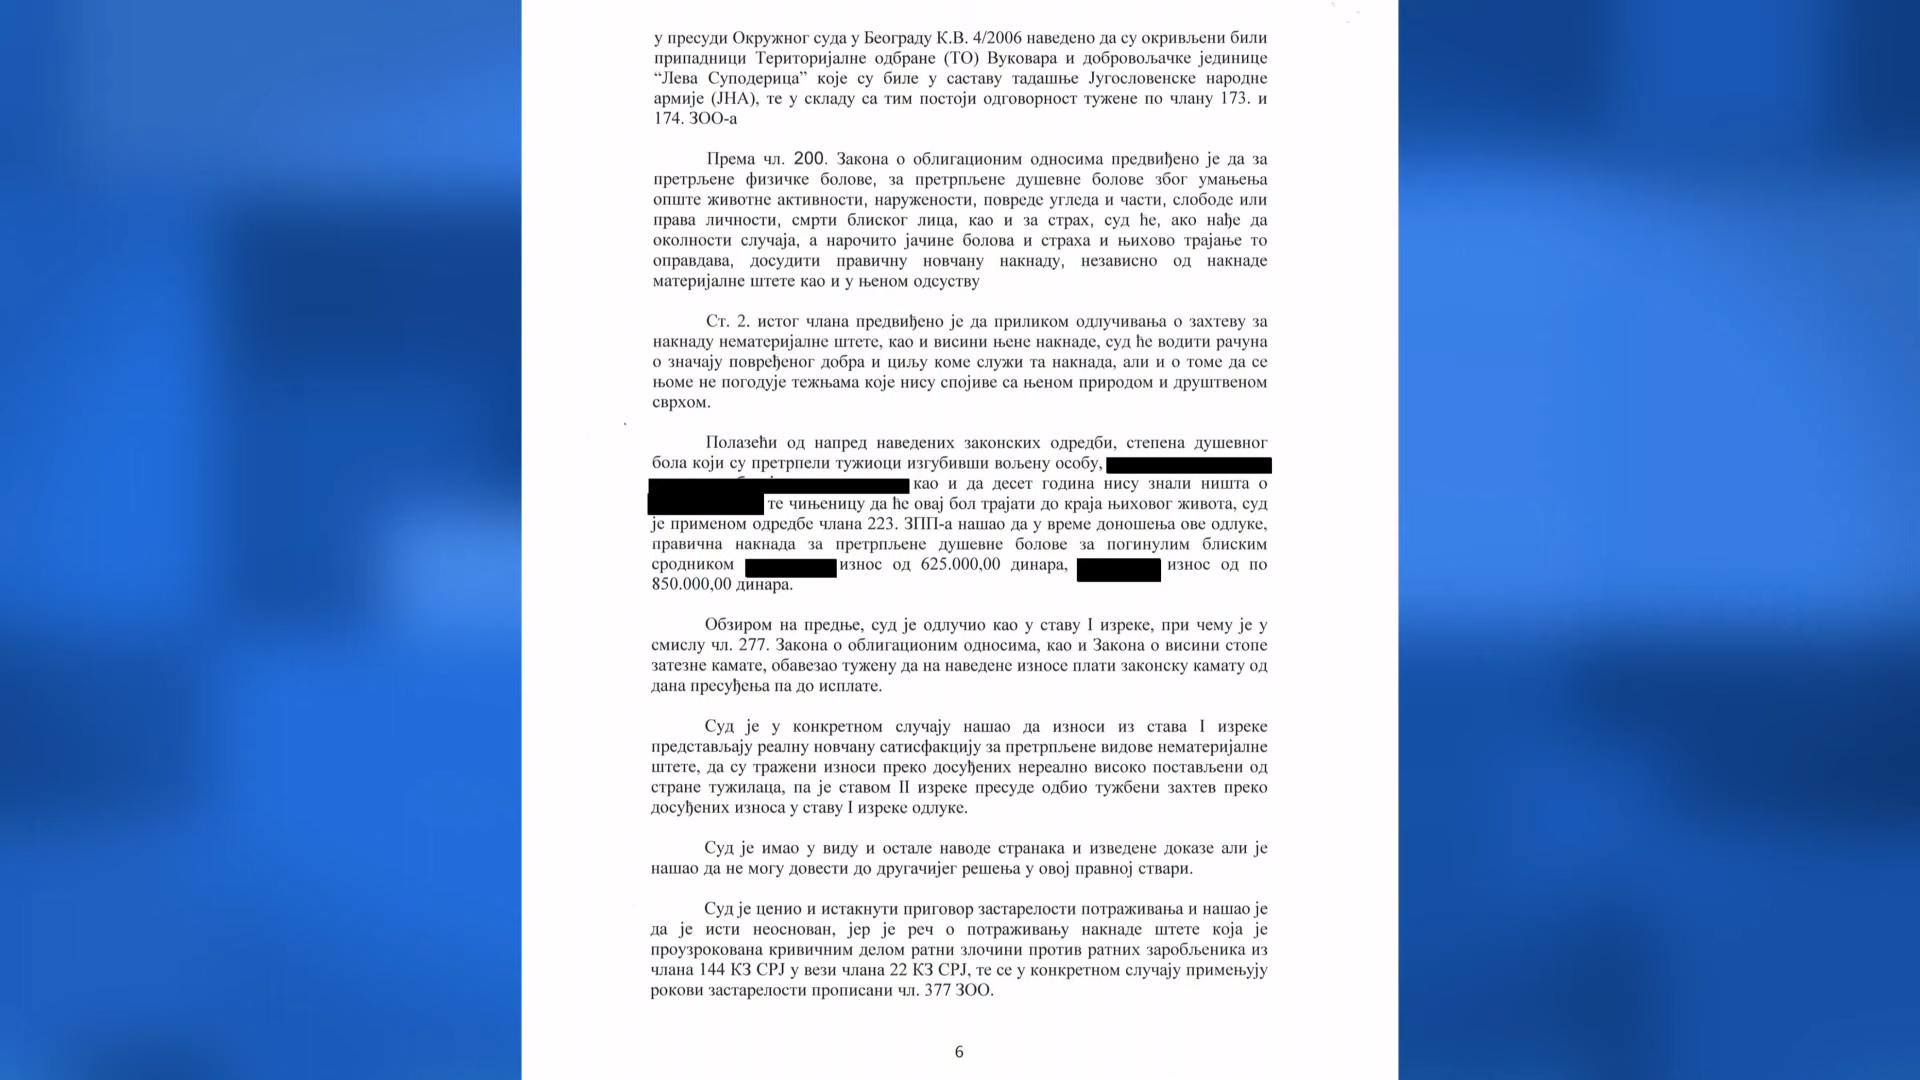 у пресуди Окружног суда у Београду К.В. 4/2006 наведено да су окривљени били
припадници Територијалне одбране (ТО) Вуковара и добровољачке јединице
“Лева Суподерица” које су биле у саставу тадашње Југословенске народне
армије (ЈНА), те у складу са тим постоји одговорност тужене по члану 173. и
174. ЗОО-а
Према чл. 200. Закона о облигационим односима предвиђено је да за
претрљене физичке болове, за претрпљене душевне болове због умањења
опште животне активности, наружености, повреде угледа и части, слободе или
права личности, смрти блиског лица, као и за страх, суд ће, ако нађе да
околности случаја, а нарочито јачине болова и страха и њихово трајање то
оправдава, досудити правичну новчану накнаду, независно од накнаде
материјалне штете као и у њеном одсуству
Ст. 2. истог члана предвиђено је да приликом одлучивања о захтеву за
накнаду нематеријалне штете, као и висини њене накнаде, суд ће водити рачуна
о значају повређеног добра и циљу коме служи та накнада, али и о томе да се
њоме не погодује тежњама које нису спојиве са њеном природом и друштвеном
сврхом.
Полазећи од напред наведених законских одредби, степена душевног
бола који су претрпели тужиоци изгубивши вољену особу,
као и да десет година нису знали ништа о
те чињеницу да ће овај бол трајати до краја њиховог живота, суд
је применом одредбе члана 223. ЗПП-а нашао да у време доношења ове одлуке,
правична накнада за претрпљене душевне болове за погинулим блиским
сродником износ од 625.000,00 динара, износ од по
850.000,00 динара.
Обзиром на предње, суд је одлучио као у ставу I изреке, при чему је у
смислу чл. 277. Закона о облигационим односима, као и Закона о висини стопе
затезне камате, обавезао тужену да на наведене износе плати законску камату од
дана пресуђења па до исплате.
Суд је у конкретном случају нашао да износи из става I изреке
представљају реалну новчану сатисфакцију за претрпљене видове нематеријалне
штете, да су тражени износи преко досуђених нереално високо постављени од
стране тужилаца, па је ставом II изреке пресуде одбио тужбени захтев преко
досуђених износа у ставу I изреке одлуке.
Суд је имао у виду и остале наводе странака и изведене доказе али је
нашао да не могу довести до другачијег решења у овој правној ствари.
Суд је ценио и истакнути приговор застарелости потраживања и нашао је
да је исти неоснован, јер је реч о потраживању накнаде штете која је
проузрокована кривичним делом ратни злочини против ратних заробљеника из
члана 144 КЗ СРЈ у вези члана 22 КЗ СРЈ, те се у конкретном случају примењују
рокови застарелости прописани чл. 377 ЗОО.
6